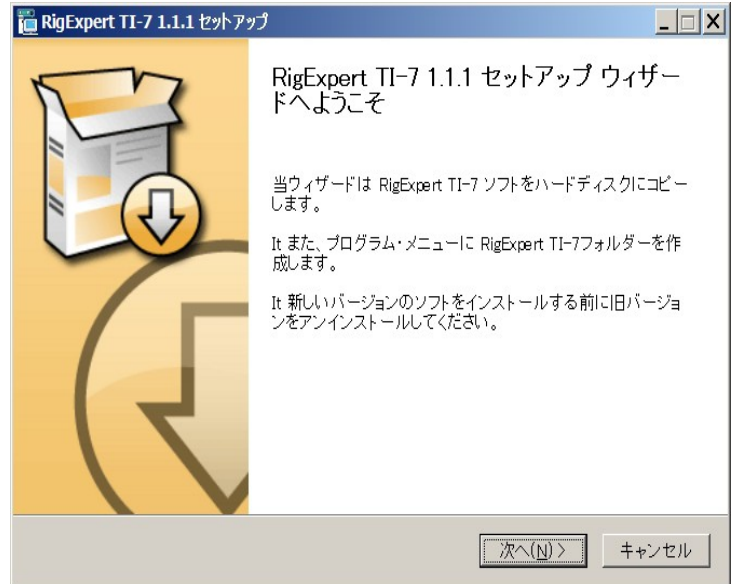 RigExpert TI-7 1.1.1 セットアップ
RigExpert TI-7 1.1.1 セットアップ ウィザー
ドへようこそ
当ウィザードは RigExpert TI-7 ソフトをハードディスクにコピー
します。
It また、プログラム・メニューに RigExpert TI-7フォルダーを作
成します。
It 新しいバージョンのソフトをインストールする前に旧バージョ
ンをアンインストールしてください。
次へ(N) >
キャンセル